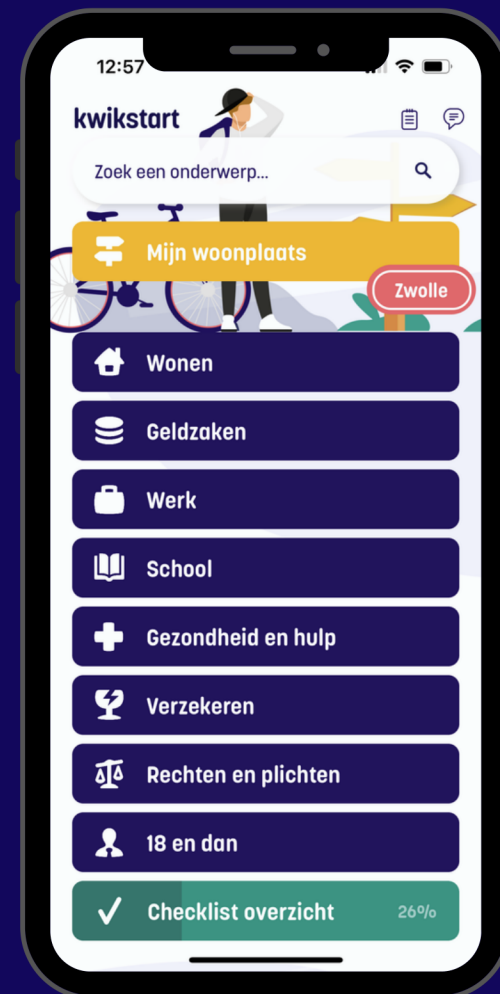 12:57
kwikstart
Zoek een onderwerp...
Mijn woonplaats
Zwolle
Wonen
Geldzaken
Werk
School
Gezondheid en hulp
Verzekeren
Rechten en plichten
18 en dan
Checklist overzicht 26%